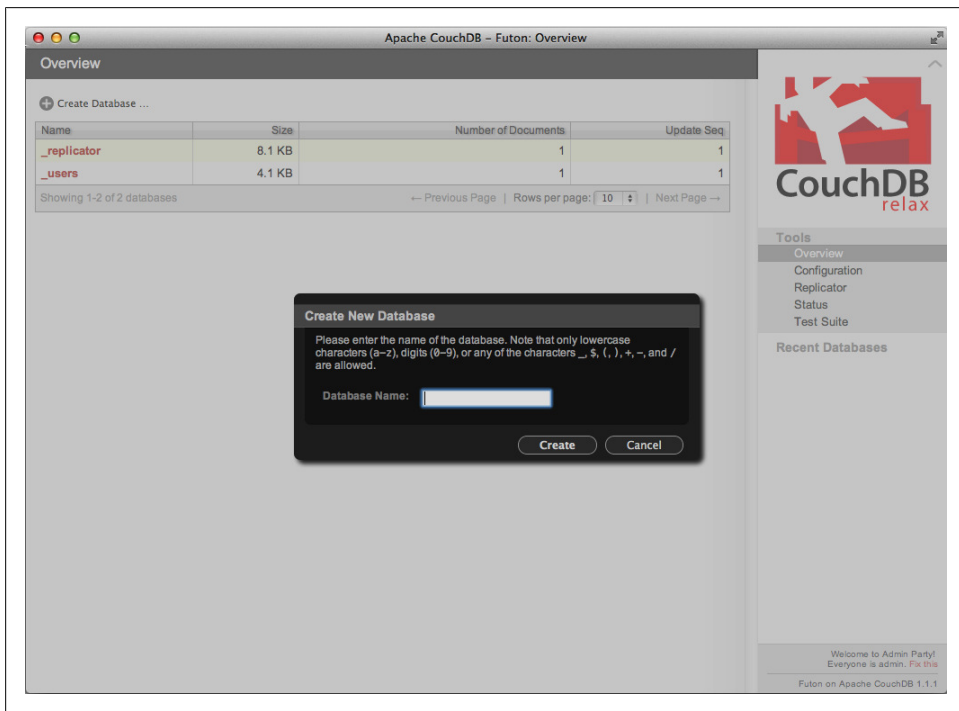 Apache CouchDB – Futon: Overview
Overview
Create Database ...
Name Size Number of Documents Update Seq
_replicator 8.1 KB 1 1
_users 4.1 KB 1 1
Showing 1-2 of 2 databases ← Previous Page | Rows per page: 10 | Next Page →
Create New Database
Please enter the name of the database. Note that only lowercase
characters (a–z), digits (0–9), or any of the characters _, $, (, ), +, –, and /
are allowed.
Database Name:
Create Cancel
CouchDB
relax
Tools
Overview
Configuration
Replicator
Status
Test Suite
Recent Databases
Welcome to Admin Party!
Everyone is admin. Fix this
Futon on Apache CouchDB 1.1.1